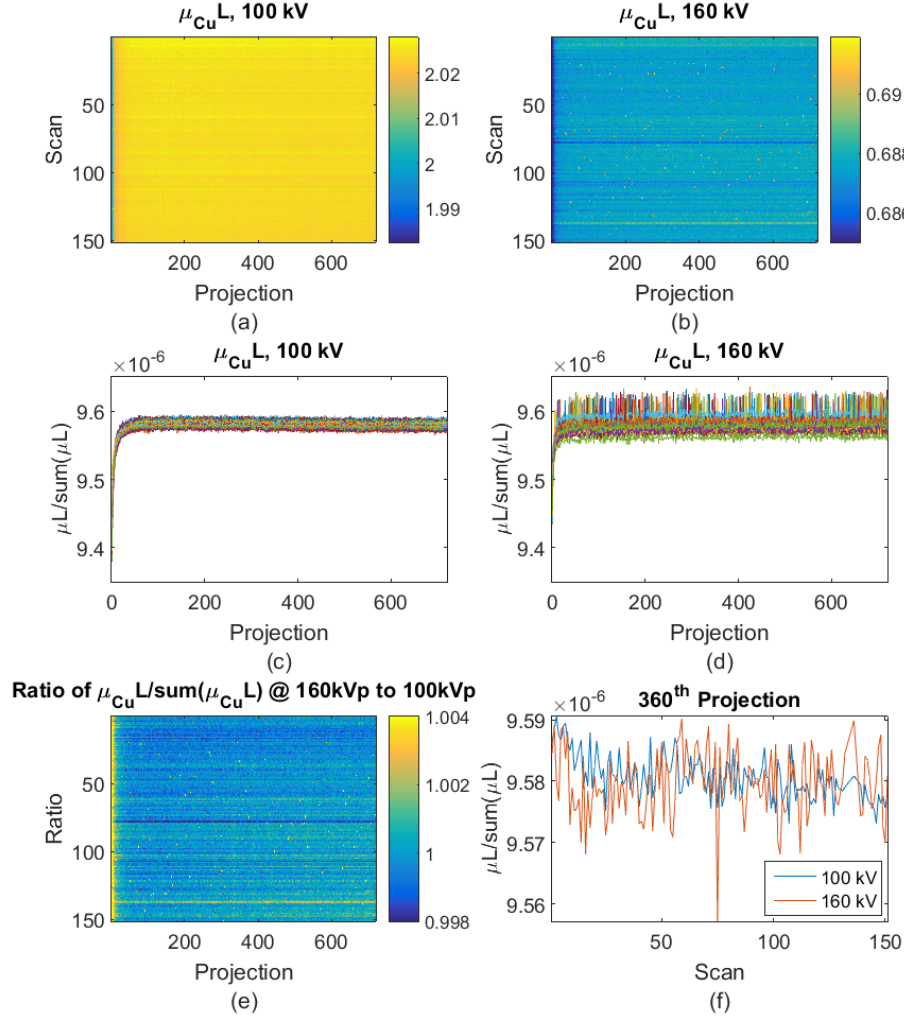 μCuL, 100 kV
Scan
50
100
150
200 400 600
Projection
2.02
2.01
2
1.99
(a)
μCuL, 160 kV
50
100
150
200 400 600
Projection
0.69
0.688
0.686
(b)
×10-6 μCuL, 100 kV
μL/sum(μL)
9.6
9.5
9.4
0 200 400 600
Projection
(c)
×10-6 μCuL, 160 kV
μL/sum(μL)
9.6
9.5
9.4
0 200 400 600
Projection
(d)
Ratio of μCuL/sum(μCuL) @ 160kVp to 100kVp
Ratio
50
100
150
200 400 600
Projection
1.004
1.002
1
0.998
(e)
×10-6 360th Projection
μL/sum(μL)
9.59
9.58
9.57
9.56
50 100 150
Scan
100 kV
160 kV
(f)